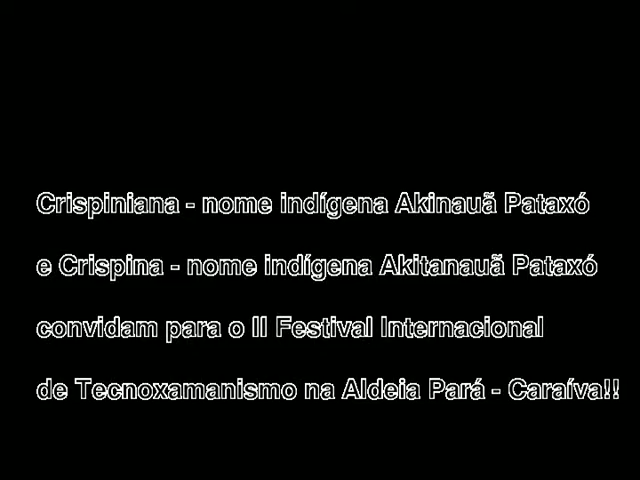 Crispiniana - nome indígena Akinauã Pataxó
e Crispina - nome indígena Akitanauã Pataxó
convidam para o II Festival Internacional
de Tecnoxamanismo na Aldeia Pará - Caraíva!!